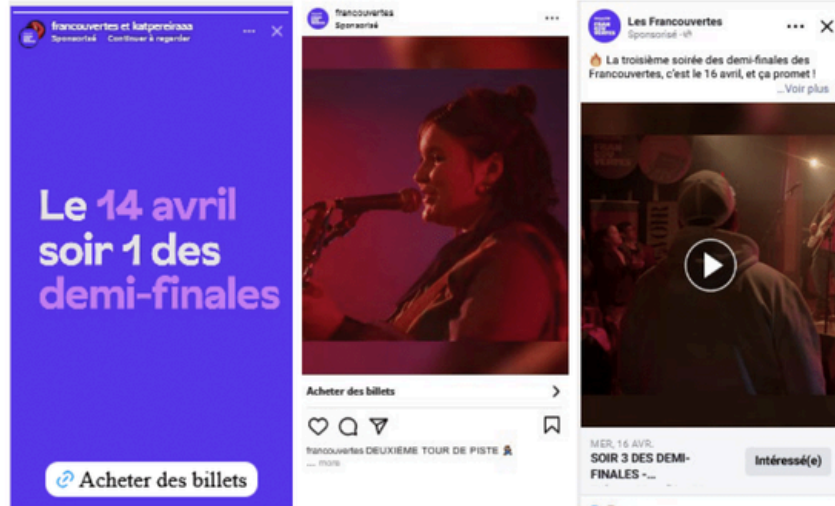 francouvertes et katpereiraaa
Sponsorisé Continuer à regarder
Le 14 avril
soir 1 des
demi-finales
Acheter des billets
francouvertes
Sponsorisé
Acheter des billets
francouvertes DEUXIÈME TOUR DE PISTE
... more
Les Francouvertes
Sponsorisé
La troisième soirée des demi-finales des
Francouvertes, c'est le 16 avril, et ça promet !
...Voir plus
FRAN
COU
VERTES
MER, 16 AVR.
SOIR 3 DES DEMI-
FINALES -...
Intéressé(e)